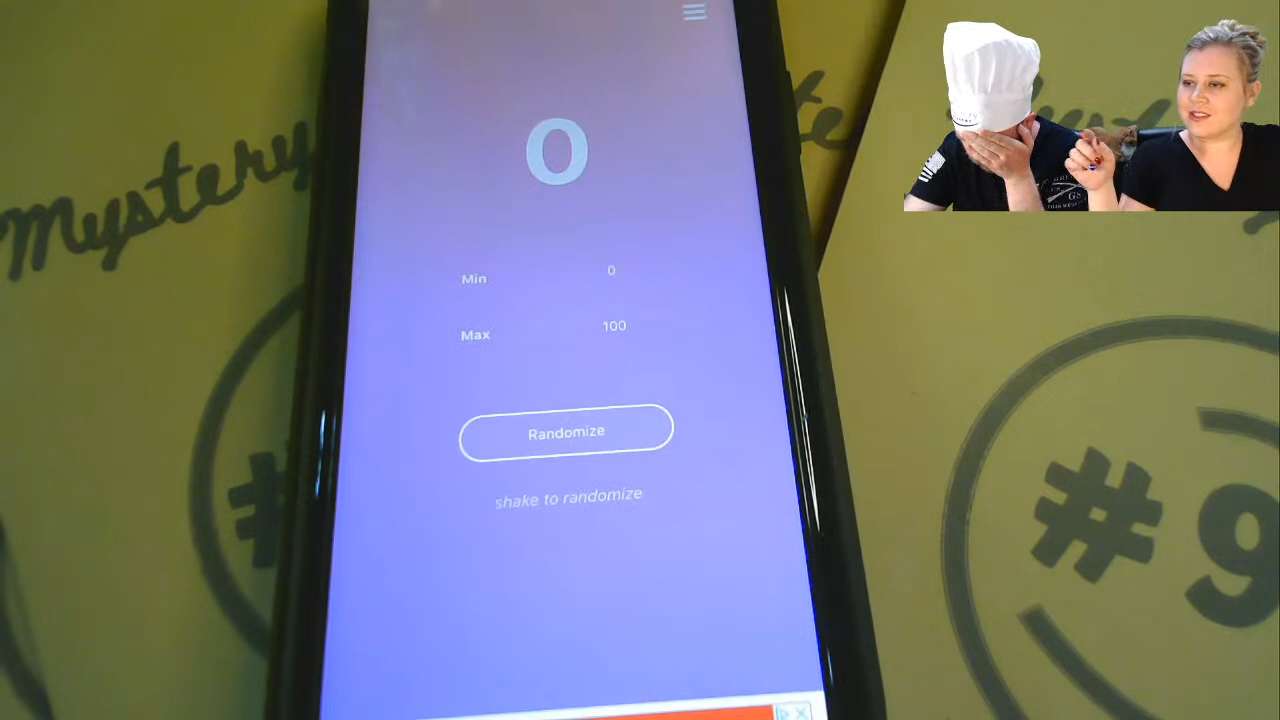 0
Min 0
Max 100
Randomize
shake to randomize
Mystery
#
#9